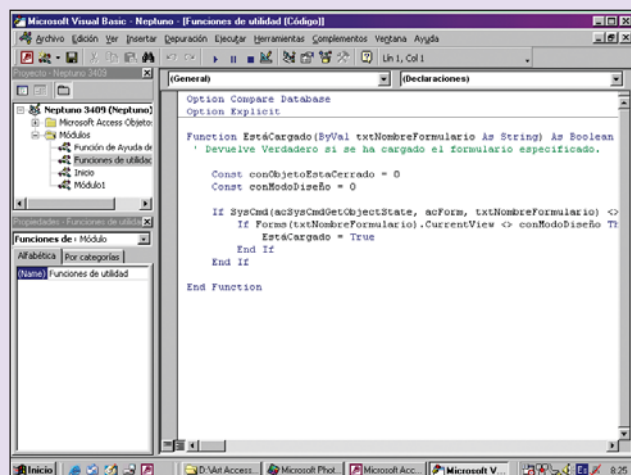 Microsoft Visual Basic - Neptuno - [Funciones de utilidad [Código]]
Archivo Edición Ver Insertar Depuración Ejecutar Herramientas Complementos Ventana Ayuda
Lín 1, Col 1
Proyecto - Neptuno 3409
(General)
(Declaraciones)
Neptuno 3409 (Neptuno)
Microsoft Access Objeto
Módulos
Función de Ayuda de
Funciones de utilidad
Inicio
Módulo1
Propiedades - Funciones de utilida
Funciones de Módulo
Alfabética
Por categorías
(Name) Funciones de utilidad
Option Compare Database
Option Explicit
Function EstáCargado(ByVal txtNombreFormulario As String) As Boolean
' Devuelve Verdadero si se ha cargado el formulario especificado.
Const conObjetoEstaCerrado = 0
Const conModoDiseño = 0
If SysCmd(acSysCmdGetObjectState, acForm, txtNombreFormulario) <>
If Forms(txtNombreFormulario).CurrentView <> conModoDiseño Th
EstáCargado = True
End If
End If
End Function
Inicio
D:\Art Access...
Microsoft Phot...
Microsoft Acc...
Microsoft V...
Es
8:25